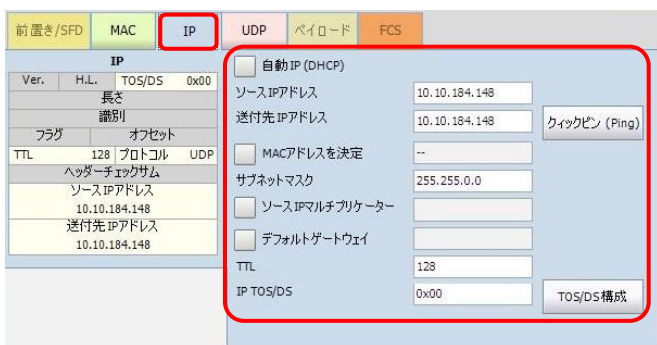 前置き/SFD MAC IP UDP ペイロード FCS
IP
Ver. H.L. TOS/DS 0x00
長さ
識別
フラグ オフセット
TTL 128 プロトコル UDP
ヘッダーチェックサム
ソースIPアドレス
10.10.184.148
送付先IPアドレス
10.10.184.148
自動IP(DHCP)
ソースIPアドレス 10.10.184.148
送付先IPアドレス 10.10.184.148 クィックピン (Ping)
MACアドレスを決定 --
サブネットマスク 255.255.0.0
ソースIPマルチプリケーター
デフォルトゲートウェイ
TTL 128
IP TOS/DS 0x00 TOS/DS構成